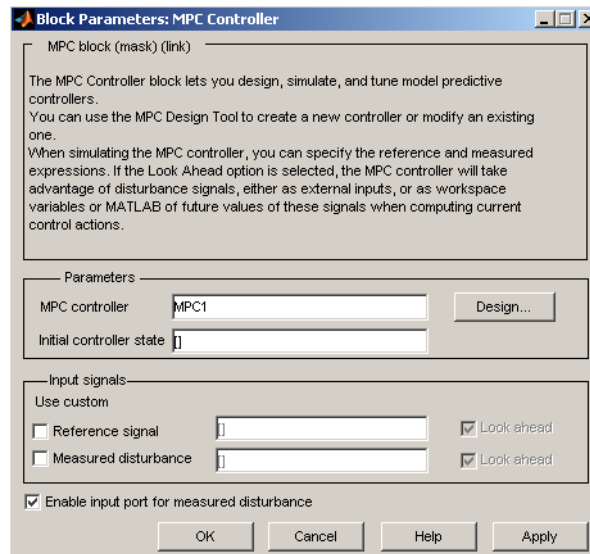 Block Parameters: MPC Controller
MPC block (mask) (link)
The MPC Controller block lets you design, simulate, and tune model predictive
controllers.
You can use the MPC Design Tool to create a new controller or modify an existing
one.
When simulating the MPC controller, you can specify the reference and measured
expressions. If the Look Ahead option is selected, the MPC controller will take
advantage of disturbance signals, either as external inputs, or as workspace
variables or MATLAB of future values of these signals when computing current
control actions.
Parameters
MPC controller MPC1 Design...
Initial controller state []
Input signals
Use custom
Reference signal [] Look ahead
Measured disturbance [] Look ahead
Enable input port for measured disturbance
OK Cancel Help Apply